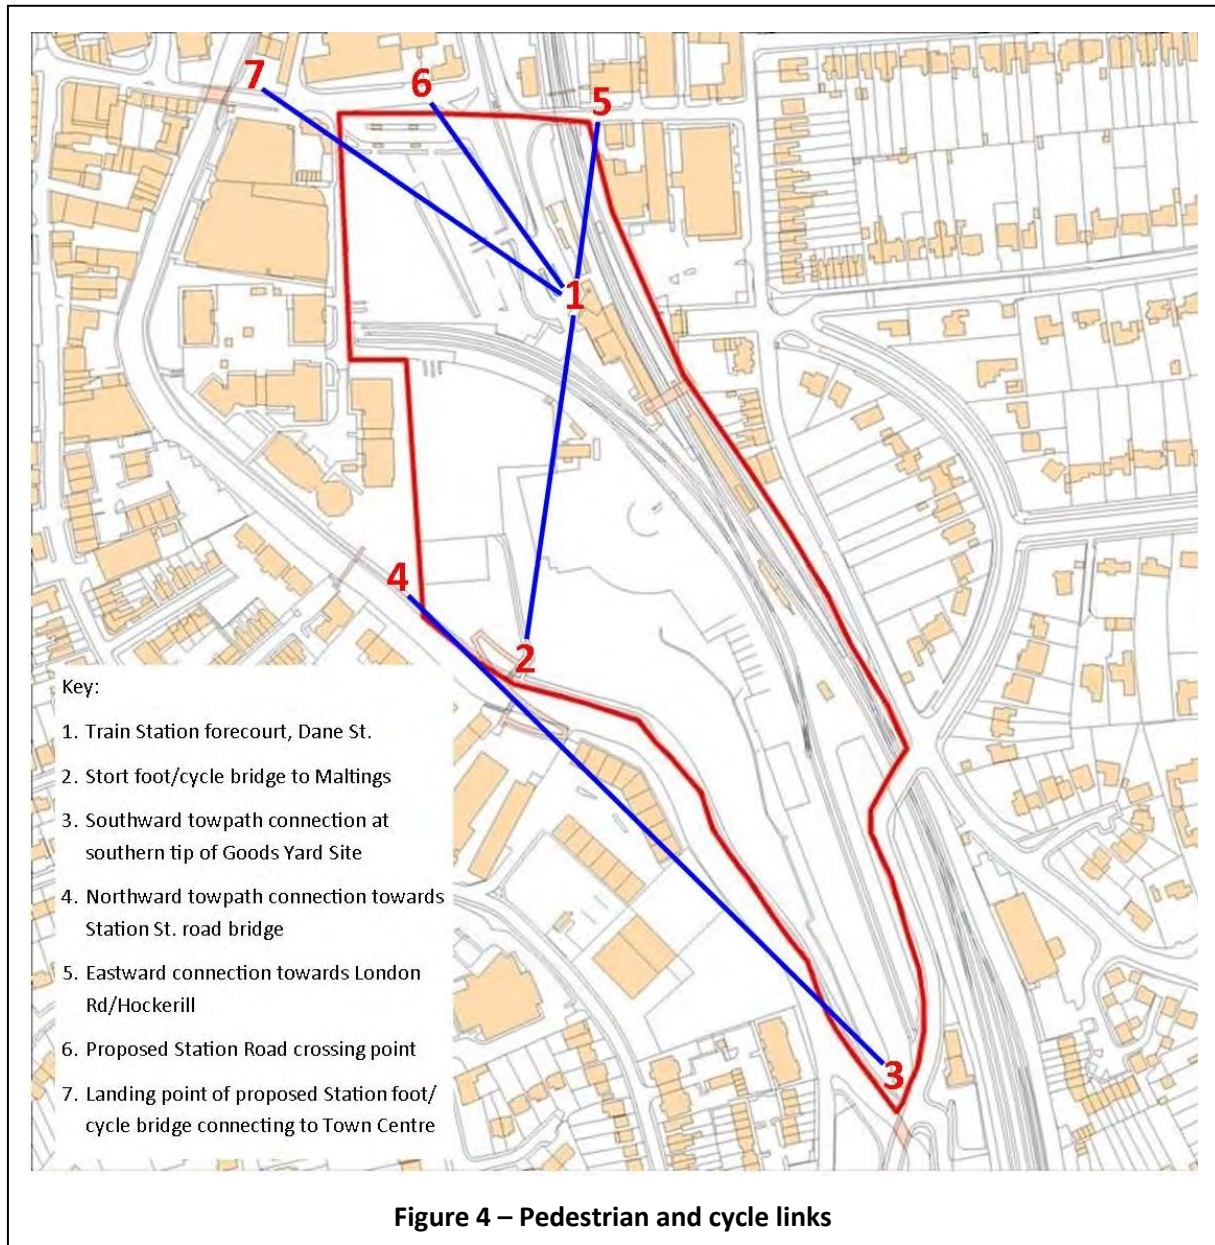 7
6
5
1
4
2
3
Key:
1. Train Station forecourt, Dane St.
2. Stort foot/cycle bridge to Maltings
3. Southward towpath connection at
southern tip of Goods Yard Site
4. Northward towpath connection towards
Station St. road bridge
5. Eastward connection towards London
Rd/Hockerill
6. Proposed Station Road crossing point
7. Landing point of proposed Station foot/
cycle bridge connecting to Town Centre
Figure 4 – Pedestrian and cycle links